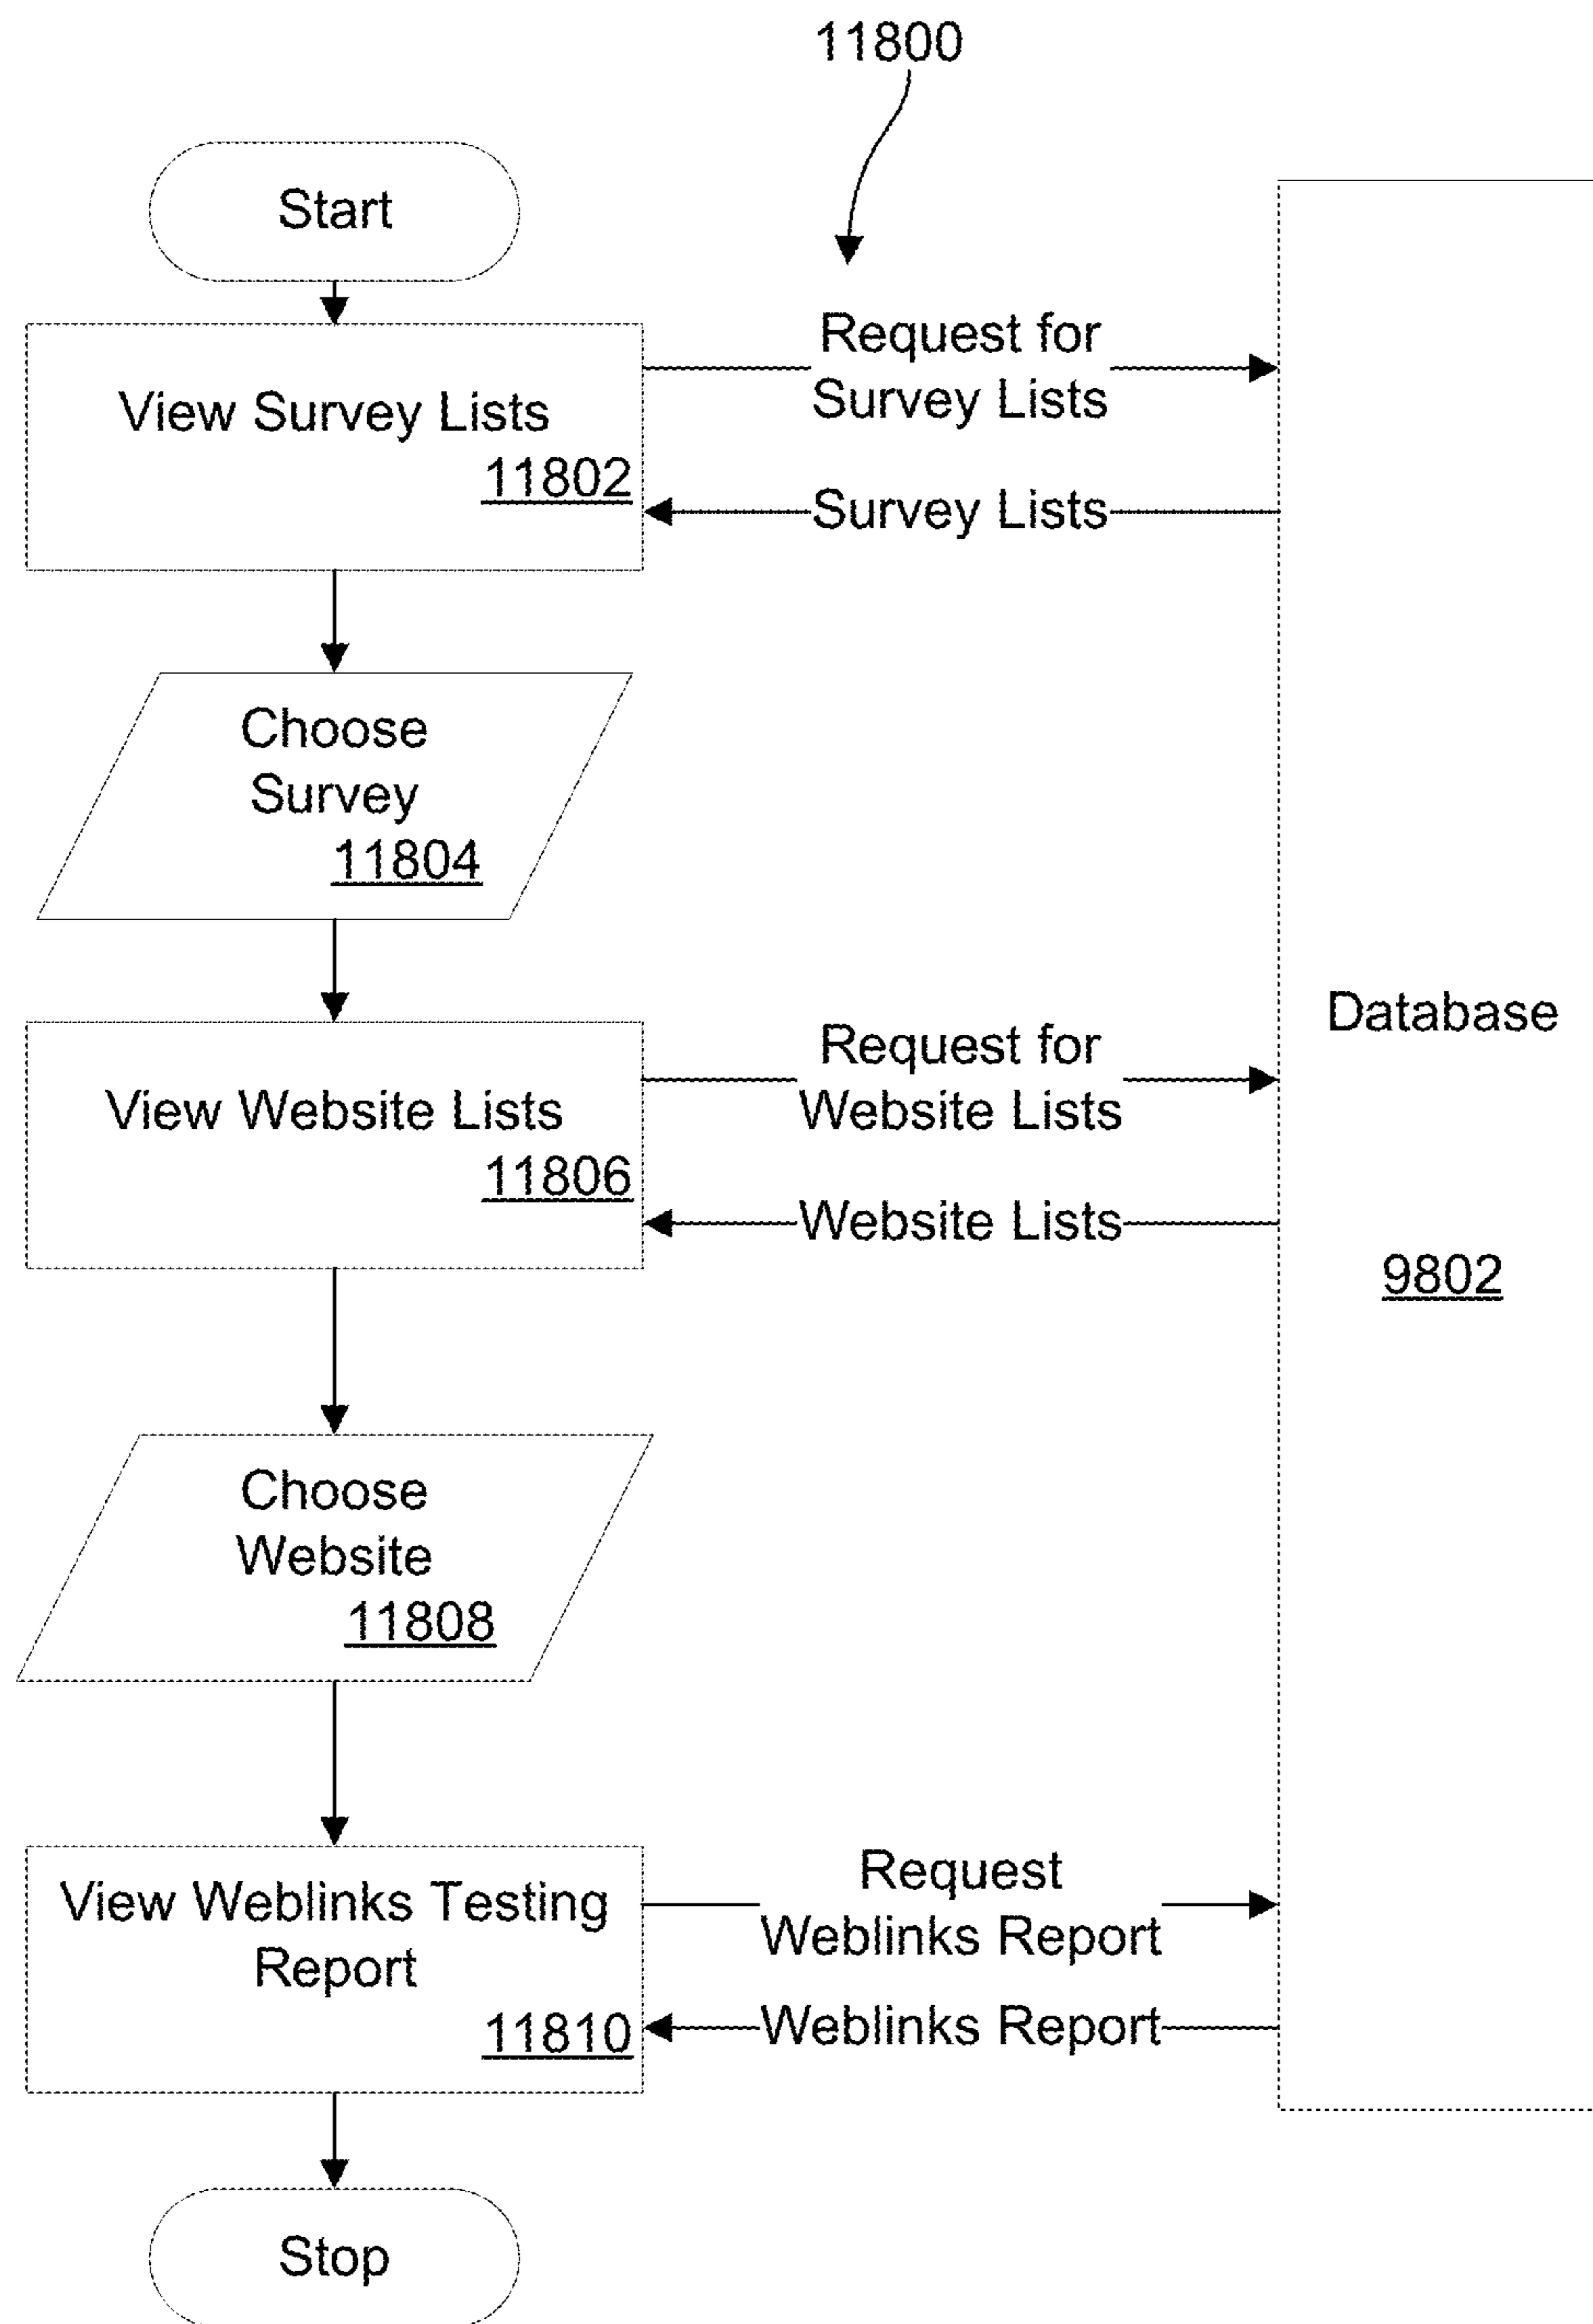 11800
Start
View Survey Lists
11802
Request for
Survey Lists
Survey Lists
Choose
Survey
11804
View Website Lists
11806
Request for
Website Lists
Website Lists
Database
9802
Choose
Website
11808
View Weblinks Testing
Report
11810
Request
Weblinks Report
Weblinks Report
Stop